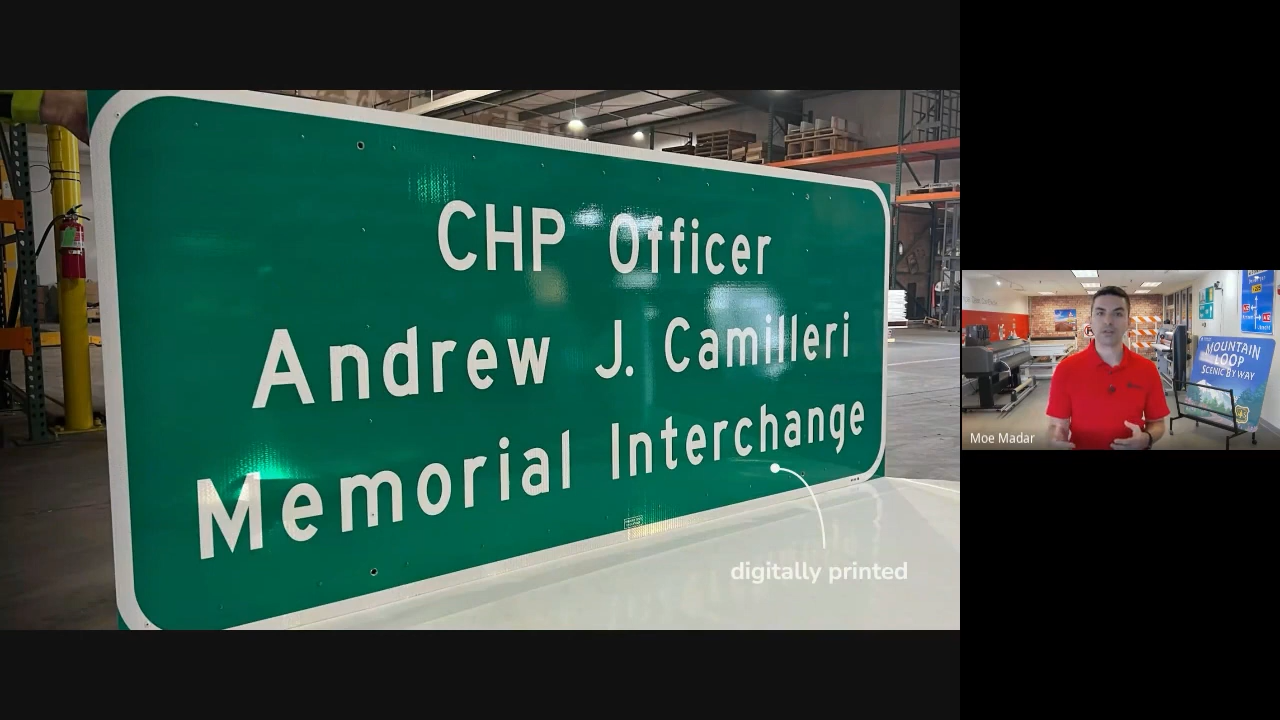 CHP Officer
Andrew J. Camilleri
Memorial Interchange
digitally printed
Moe Madar
MOUNTAIN
LOOP
SCENIC BYWAY